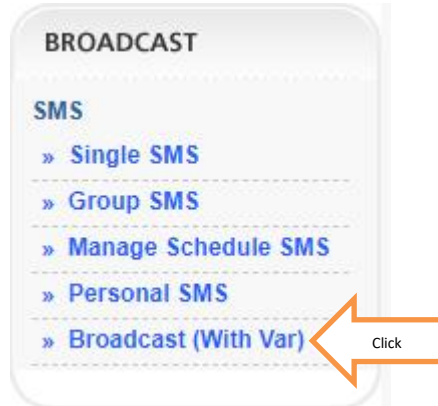 BROADCAST
SMS
» Single SMS
» Group SMS
» Manage Schedule SMS
» Personal SMS
» Broadcast (With Var)
Click